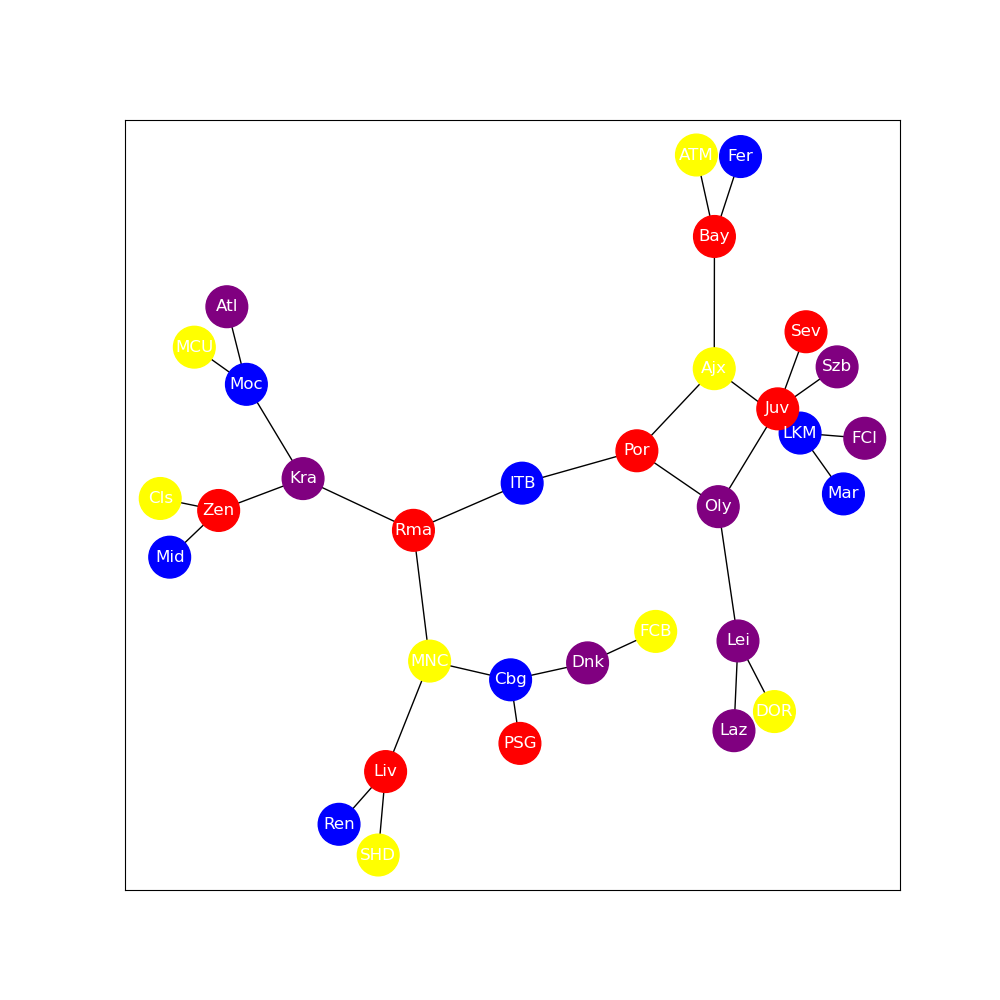 ATM
Fer
Bay
Atl
MCU
Moc
Sev
Szb
Ajx
Juv
LKM
FCI
Por
Kra
ITB
Mar
Cls
Zen
Oly
Rma
Mid
FCB
Lei
MNC
Dnk
Cbg
DOR
Laz
PSG
Liv
Ren
SHD